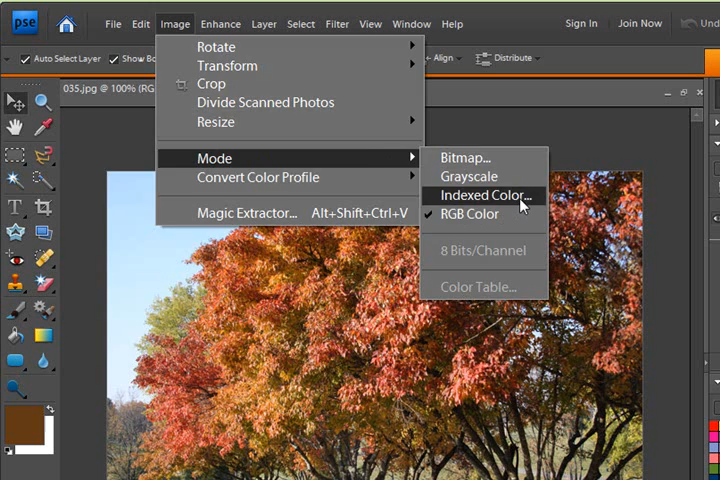 pse File Edit Image Enhance Layer Select Filter View Window Help Sign In Join Now Undo
Auto Select Layer Show Bo Align Distribute
035.jpg @ 100% (RG
Rotate
Transform
Crop
Divide Scanned Photos
Resize
Mode
Convert Color Profile
Magic Extractor... Alt+Shift+Ctrl+V
Bitmap...
Grayscale
Indexed Color...
RGB Color
8 Bits/Channel
Color Table...